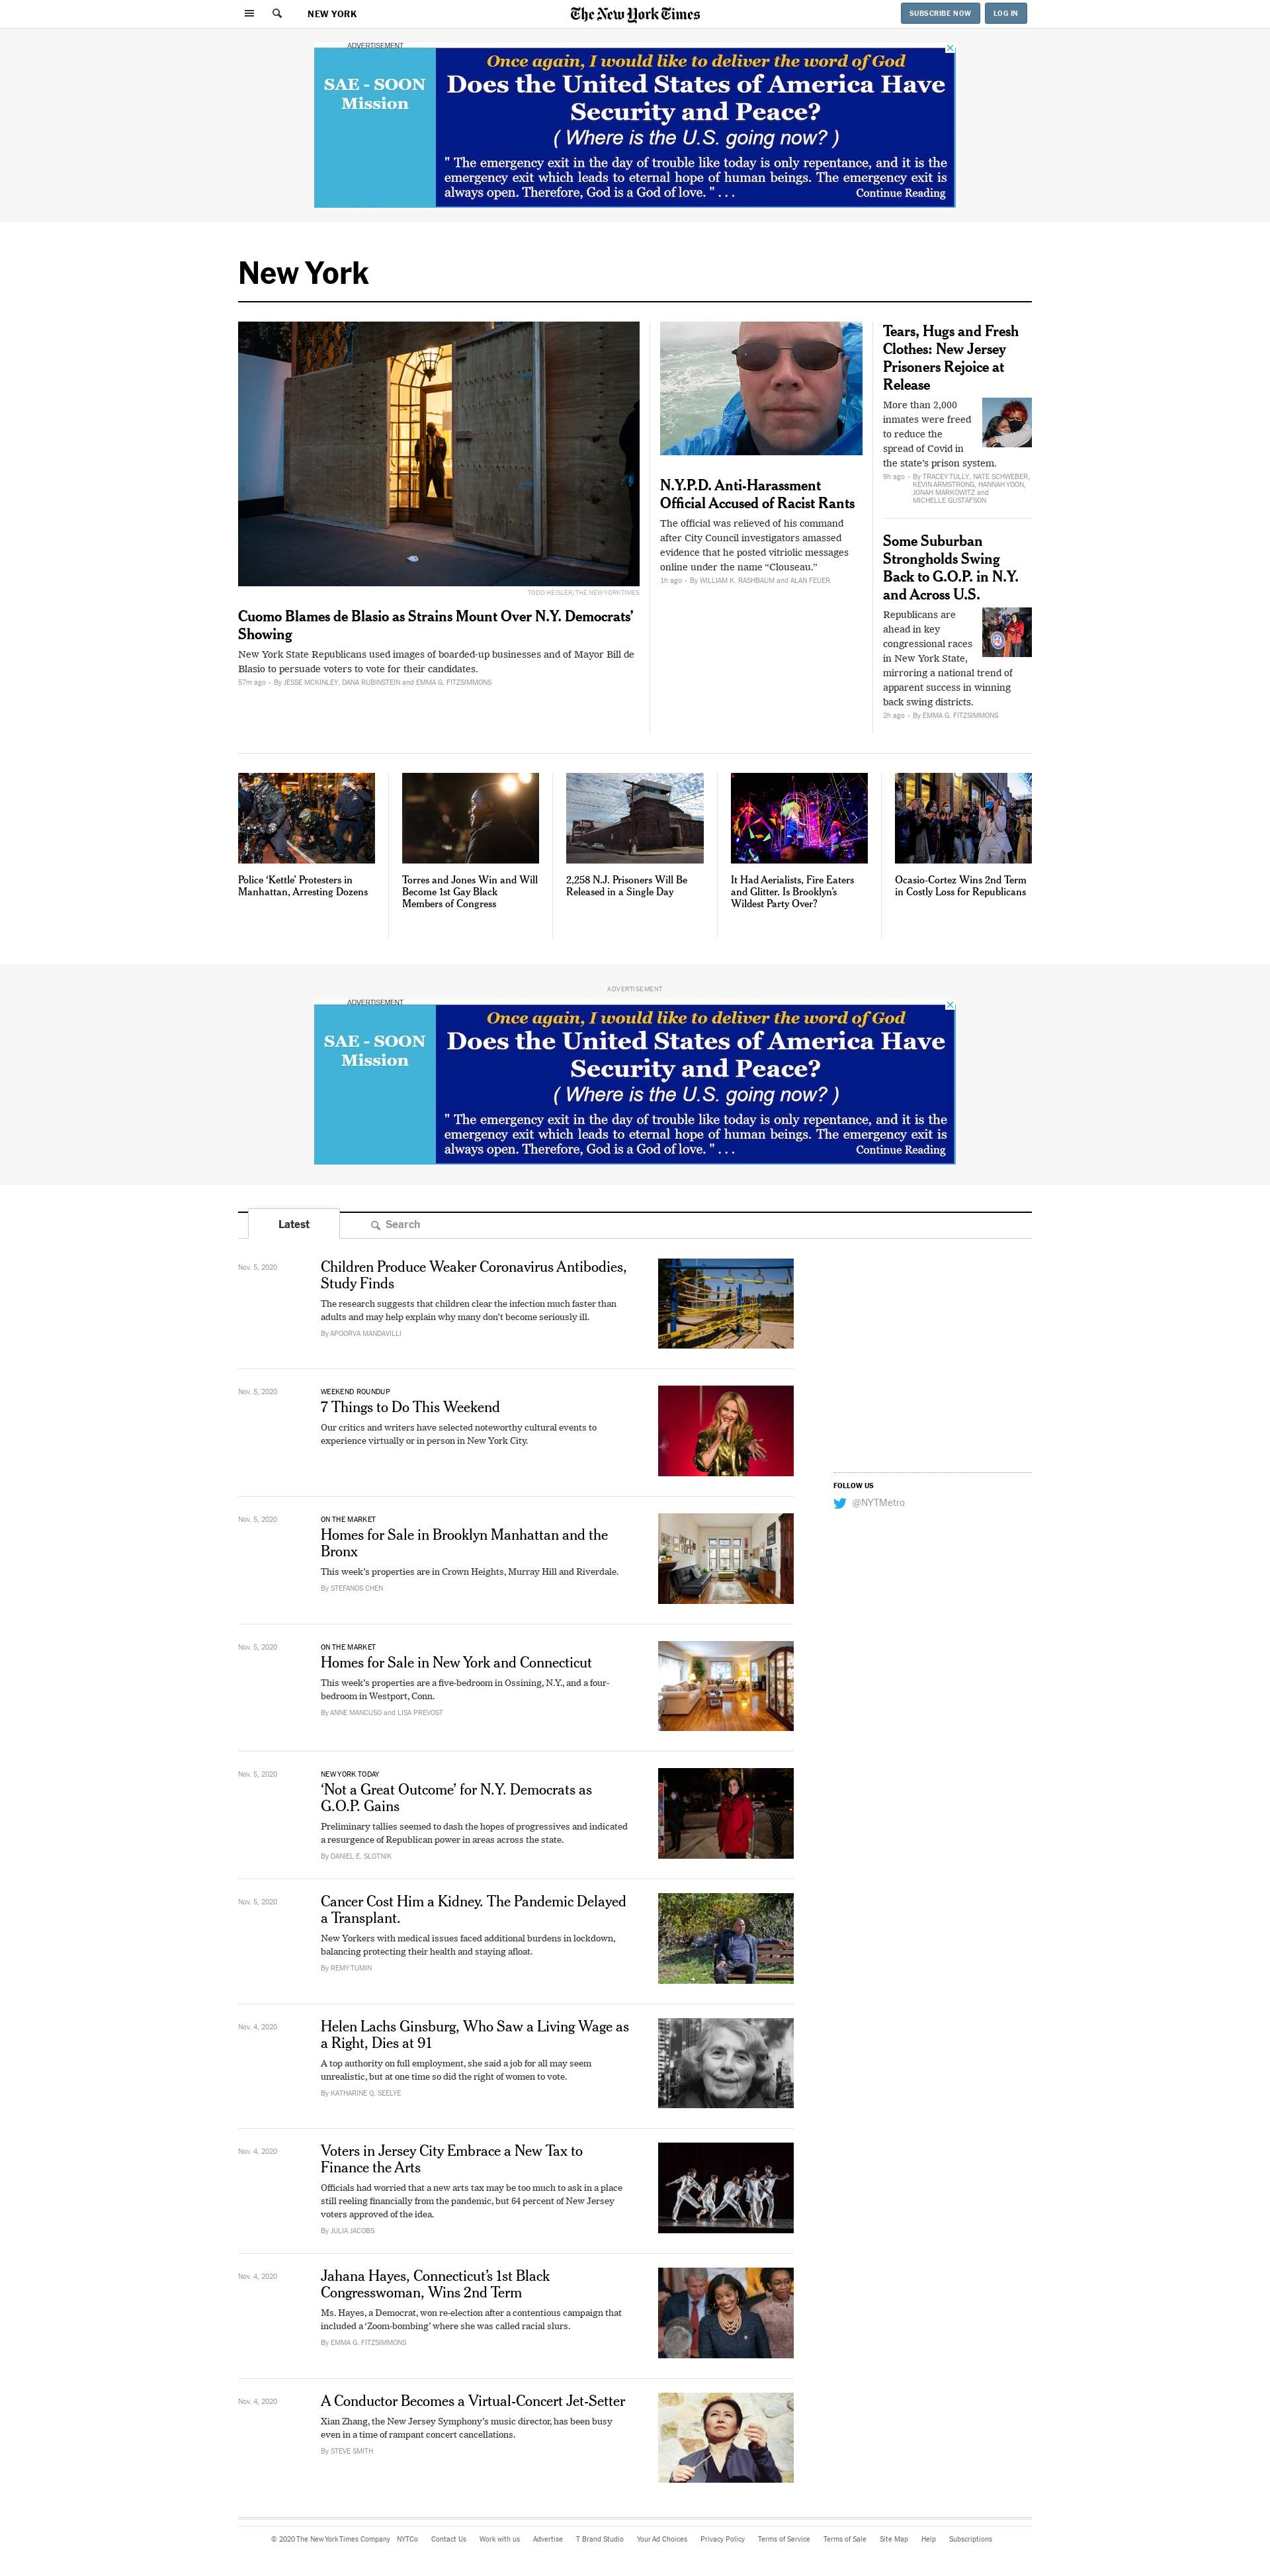 NEW YORK
The New York Times
SUBSCRIBE NOW
LOG IN
ADVERTISEMENT
SAE - SOON
Mission
Once again, I would like to deliver the word of God
Does the United States of America Have
Security and Peace?
( Where is the U.S. going now? )
" The emergency exit in the day of trouble like today is only repentance, and it is the
emergency exit which leads to eternal hope of human beings. The emergency exit is
always open. Therefore, God is a God of love. " . . .
Continue Reading
New York
TODD HEISLER/THE NEW YORK TIMES
Cuomo Blames de Blasio as Strains Mount Over N.Y. Democrats’
Showing
New York State Republicans used images of boarded-up businesses and of Mayor Bill de
Blasio to persuade voters to vote for their candidates.
57m ago - By JESSE MCKINLEY, DANA RUBINSTEIN and EMMA G. FITZSIMMONS
N.Y.P.D. Anti-Harassment
Official Accused of Racist Rants
The official was relieved of his command
after City Council investigators amassed
evidence that he posted vitriolic messages
online under the name “Clouseau.”
1h ago - By WILLIAM K. RASHBAUM and ALAN FEUER
Tears, Hugs and Fresh
Clothes: New Jersey
Prisoners Rejoice at
Release
More than 2,000
inmates were freed
to reduce the
spread of Covid in
the state’s prison system.
9h ago - By TRACEY TULLY, NATE SCHWEBER,
KEVIN ARMSTRONG, HANNAH YOON,
JONAH MARKOWITZ and
MICHELLE GUSTAFSON
Some Suburban
Strongholds Swing
Back to G.O.P. in N.Y.
and Across U.S.
Republicans are
ahead in key
congressional races
in New York State,
mirroring a national trend of
apparent success in winning
back swing districts.
2h ago - By EMMA G. FITZSIMMONS
Police ‘Kettle’ Protesters in
Manhattan, Arresting Dozens
Torres and Jones Win and Will
Become 1st Gay Black
Members of Congress
2,258 N.J. Prisoners Will Be
Released in a Single Day
It Had Aerialists, Fire Eaters
and Glitter. Is Brooklyn’s
Wildest Party Over?
Ocasio-Cortez Wins 2nd Term
in Costly Loss for Republicans
ADVERTISEMENT
ADVERTISEMENT
SAE - SOON
Mission
Once again, I would like to deliver the word of God
Does the United States of America Have
Security and Peace?
( Where is the U.S. going now? )
" The emergency exit in the day of trouble like today is only repentance, and it is the
emergency exit which leads to eternal hope of human beings. The emergency exit is
always open. Therefore, God is a God of love. " . . .
Continue Reading
Latest
Search
Nov. 5, 2020
Children Produce Weaker Coronavirus Antibodies,
Study Finds
The research suggests that children clear the infection much faster than
adults and may help explain why many don’t become seriously ill.
By APOORVA MANDAVILLI
Nov. 5, 2020
WEEKEND ROUNDUP
7 Things to Do This Weekend
Our critics and writers have selected noteworthy cultural events to
experience virtually or in person in New York City.
FOLLOW US
@NYTMetro
Nov. 5, 2020
ON THE MARKET
Homes for Sale in Brooklyn Manhattan and the
Bronx
This week’s properties are in Crown Heights, Murray Hill and Riverdale.
By STEFANOS CHEN
Nov. 5, 2020
ON THE MARKET
Homes for Sale in New York and Connecticut
This week’s properties are a five-bedroom in Ossining, N.Y., and a four-
bedroom in Westport, Conn.
By ANNE MANCUSO and LISA PREVOST
Nov. 5, 2020
NEW YORK TODAY
‘Not a Great Outcome’ for N.Y. Democrats as
G.O.P. Gains
Preliminary tallies seemed to dash the hopes of progressives and indicated
a resurgence of Republican power in areas across the state.
By DANIEL E. SLOTNIK
Nov. 5, 2020
Cancer Cost Him a Kidney. The Pandemic Delayed
a Transplant.
New Yorkers with medical issues faced additional burdens in lockdown,
balancing protecting their health and staying afloat.
By REMY TUMIN
Nov. 4, 2020
Helen Lachs Ginsburg, Who Saw a Living Wage as
a Right, Dies at 91
A top authority on full employment, she said a job for all may seem
unrealistic, but at one time so did the right of women to vote.
By KATHARINE Q. SEELYE
Nov. 4, 2020
Voters in Jersey City Embrace a New Tax to
Finance the Arts
Officials had worried that a new arts tax may be too much to ask in a place
still reeling financially from the pandemic, but 64 percent of New Jersey
voters approved of the idea.
By JULIA JACOBS
Nov. 4, 2020
Jahana Hayes, Connecticut’s 1st Black
Congresswoman, Wins 2nd Term
Ms. Hayes, a Democrat, won re-election after a contentious campaign that
included a ‘Zoom-bombing’ where she was called racial slurs.
By EMMA G. FITZSIMMONS
Nov. 4, 2020
A Conductor Becomes a Virtual-Concert Jet-Setter
Xian Zhang, the New Jersey Symphony’s music director, has been busy
even in a time of rampant concert cancellations.
By STEVE SMITH
© 2020 The New York Times Company NYTCo Contact Us Work with us Advertise T Brand Studio Your Ad Choices Privacy Policy Terms of Service Terms of Sale Site Map Help Subscriptions